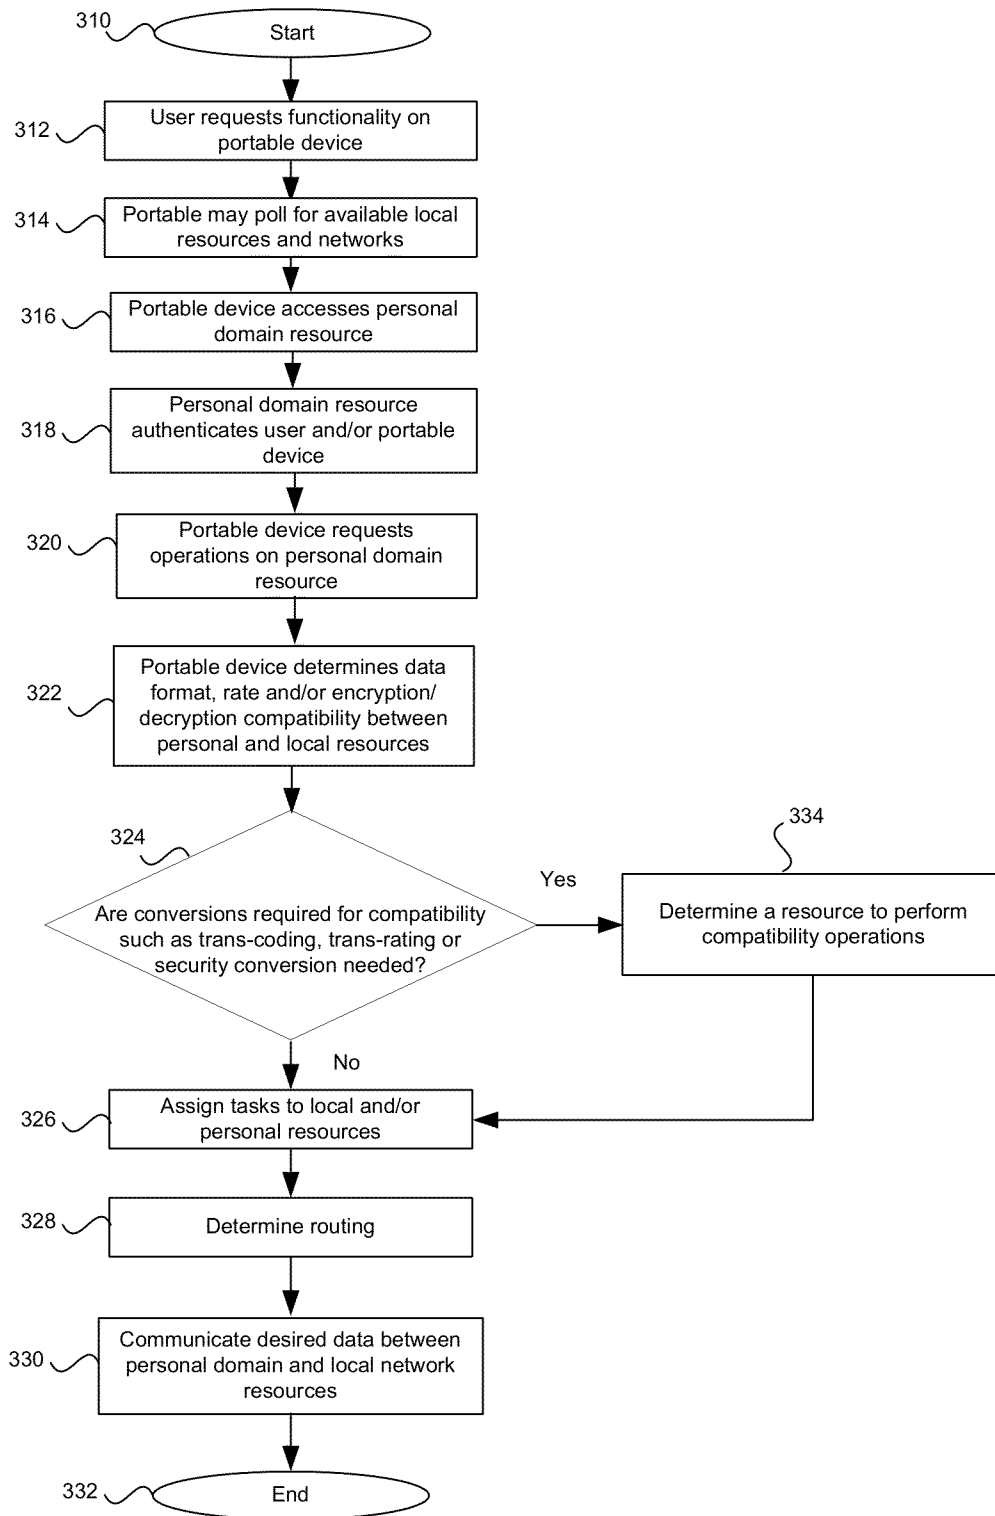 310
Start
312
User requests functionality on
portable device
314
Portable may poll for available local
resources and networks
316
Portable device accesses personal
domain resource
318
Personal domain resource
authenticates user and/or portable
device
320
Portable device requests
operations on personal domain
resource
322
Portable device determines data
format, rate and/or encryption/
decryption compatibility between
personal and local resources
324
Are conversions required for compatibility
such as trans-coding, trans-rating or
security conversion needed?
Yes
334
Determine a resource to perform
compatibility operations
No
326
Assign tasks to local and/or
personal resources
328
Determine routing
330
Communicate desired data between
personal domain and local network
resources
332
End